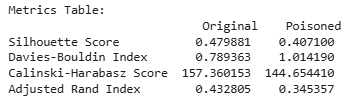 Metrics Table:
Original Poisoned
Silhouette Score 0.479881 0.407100
Davies-Bouldin Index 0.789363 1.014190
Calinski-Harabasz Score 157.360153 144.654410
Adjusted Rand Index 0.432805 0.345357